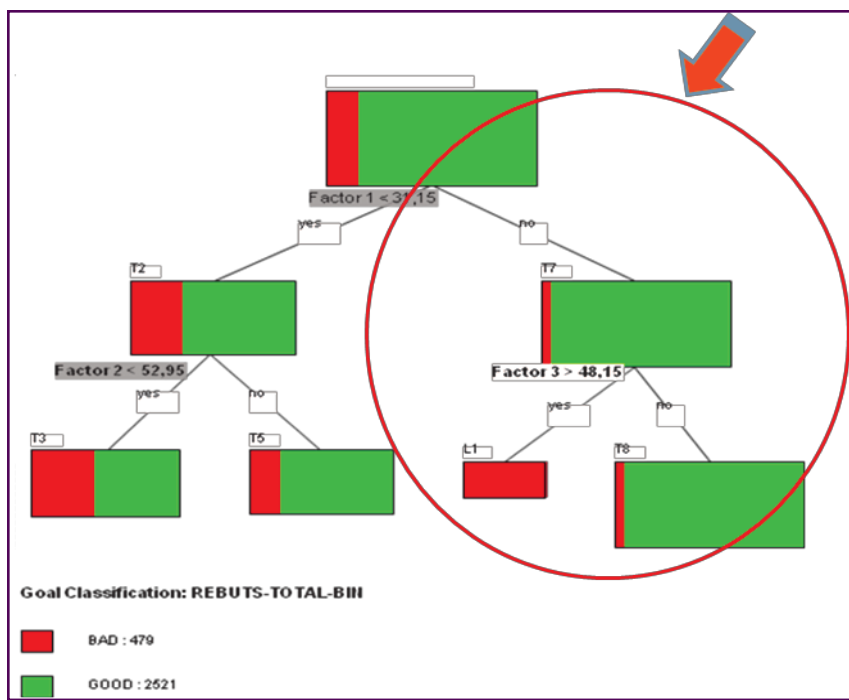 Factor 1 < 31,15
yes
no
T2
T7
Factor 2 < 52,95
Factor 3 > 48,15
yes
no
yes
no
T3
T5
L1
T8
Goal Classification: REBUTS-TOTAL-BIN
BAD : 479
GOOD : 2521